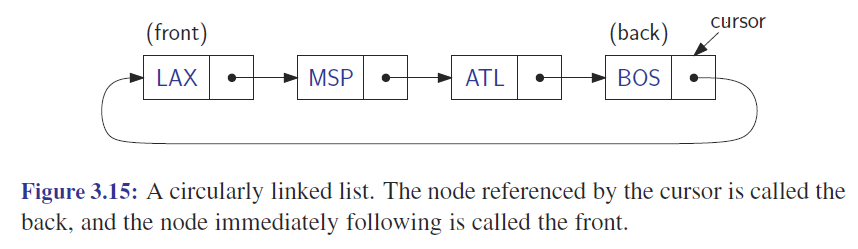 (front) (back) cursor
LAX MSP ATL BOS
Figure 3.15: A circularly linked list. The node referenced by the cursor is called the
back, and the node immediately following is called the front.